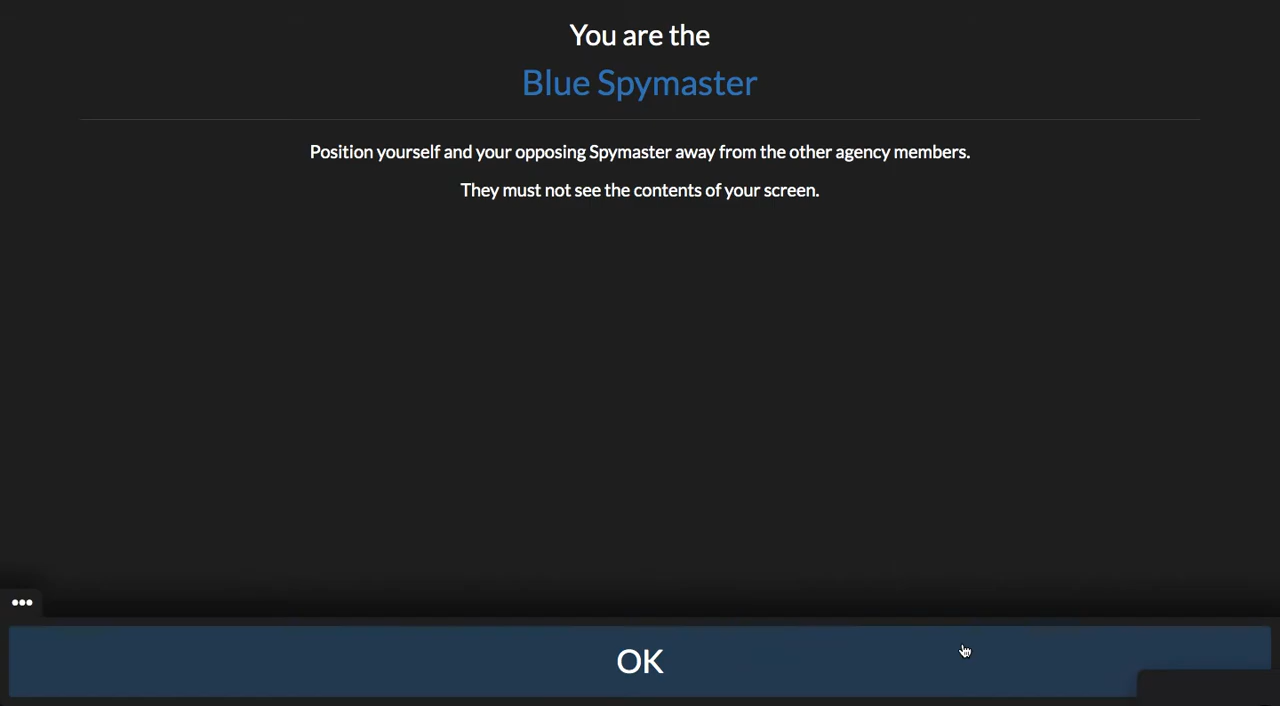 You are the
Blue Spymaster
Position yourself and your opposing Spymaster away from the other agency members.
They must not see the contents of your screen.
OK